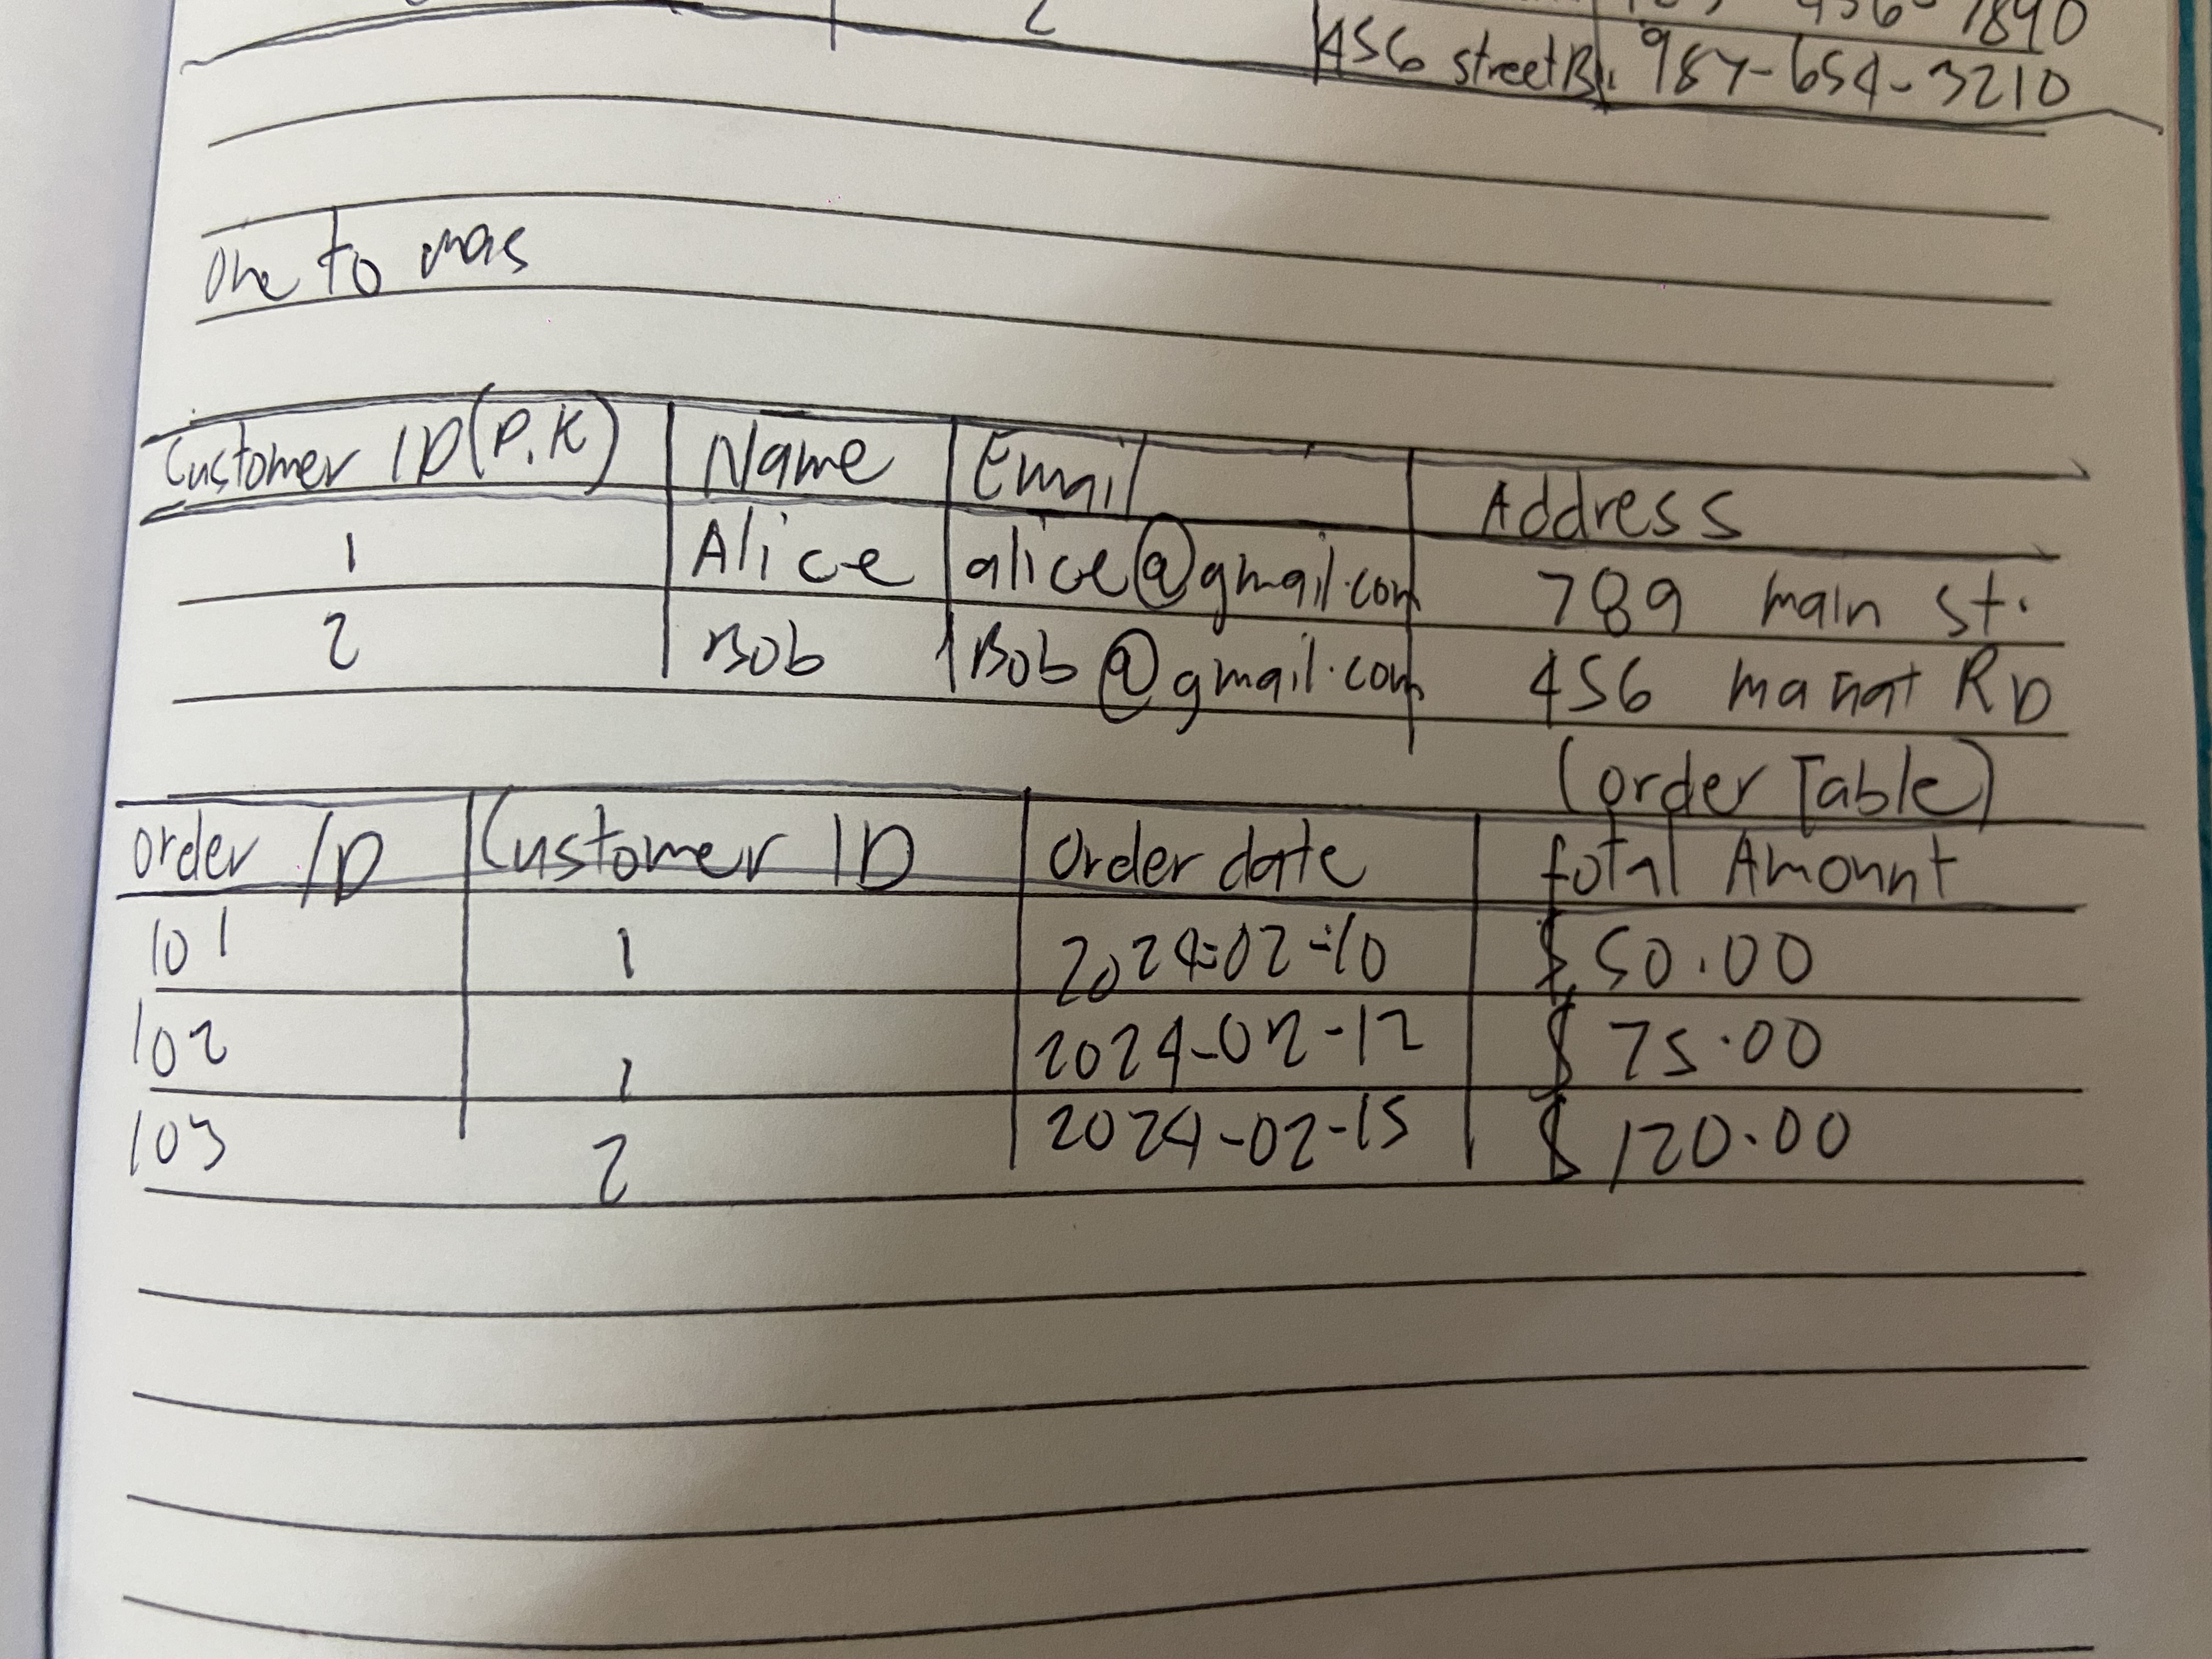 2
456 street Bl. 987-654-3210
One to mas
Customer ID (P.K) Name Email Address
1 Alice alice@gmail.com 789 main st.
2 Bob Bob@gmail.com 456 ma RD
(order Table)
order ID Customer ID order date total Amount
101 1 2024-02-10 $ 50.00
102 1 2024-02-12 $ 75.00
103 2 2024-02-15 $ 120.00